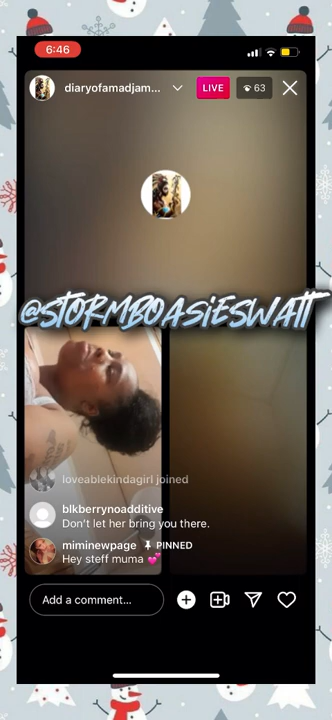 6:46
diaryofamadjam...
LIVE
63
@STORMBOASiESWATT
loveablekindagirl joined
blkberrynoadditive
Don't let her bring you there.
miminewpage PINNED
Hey steff muma 💕
Add a comment...